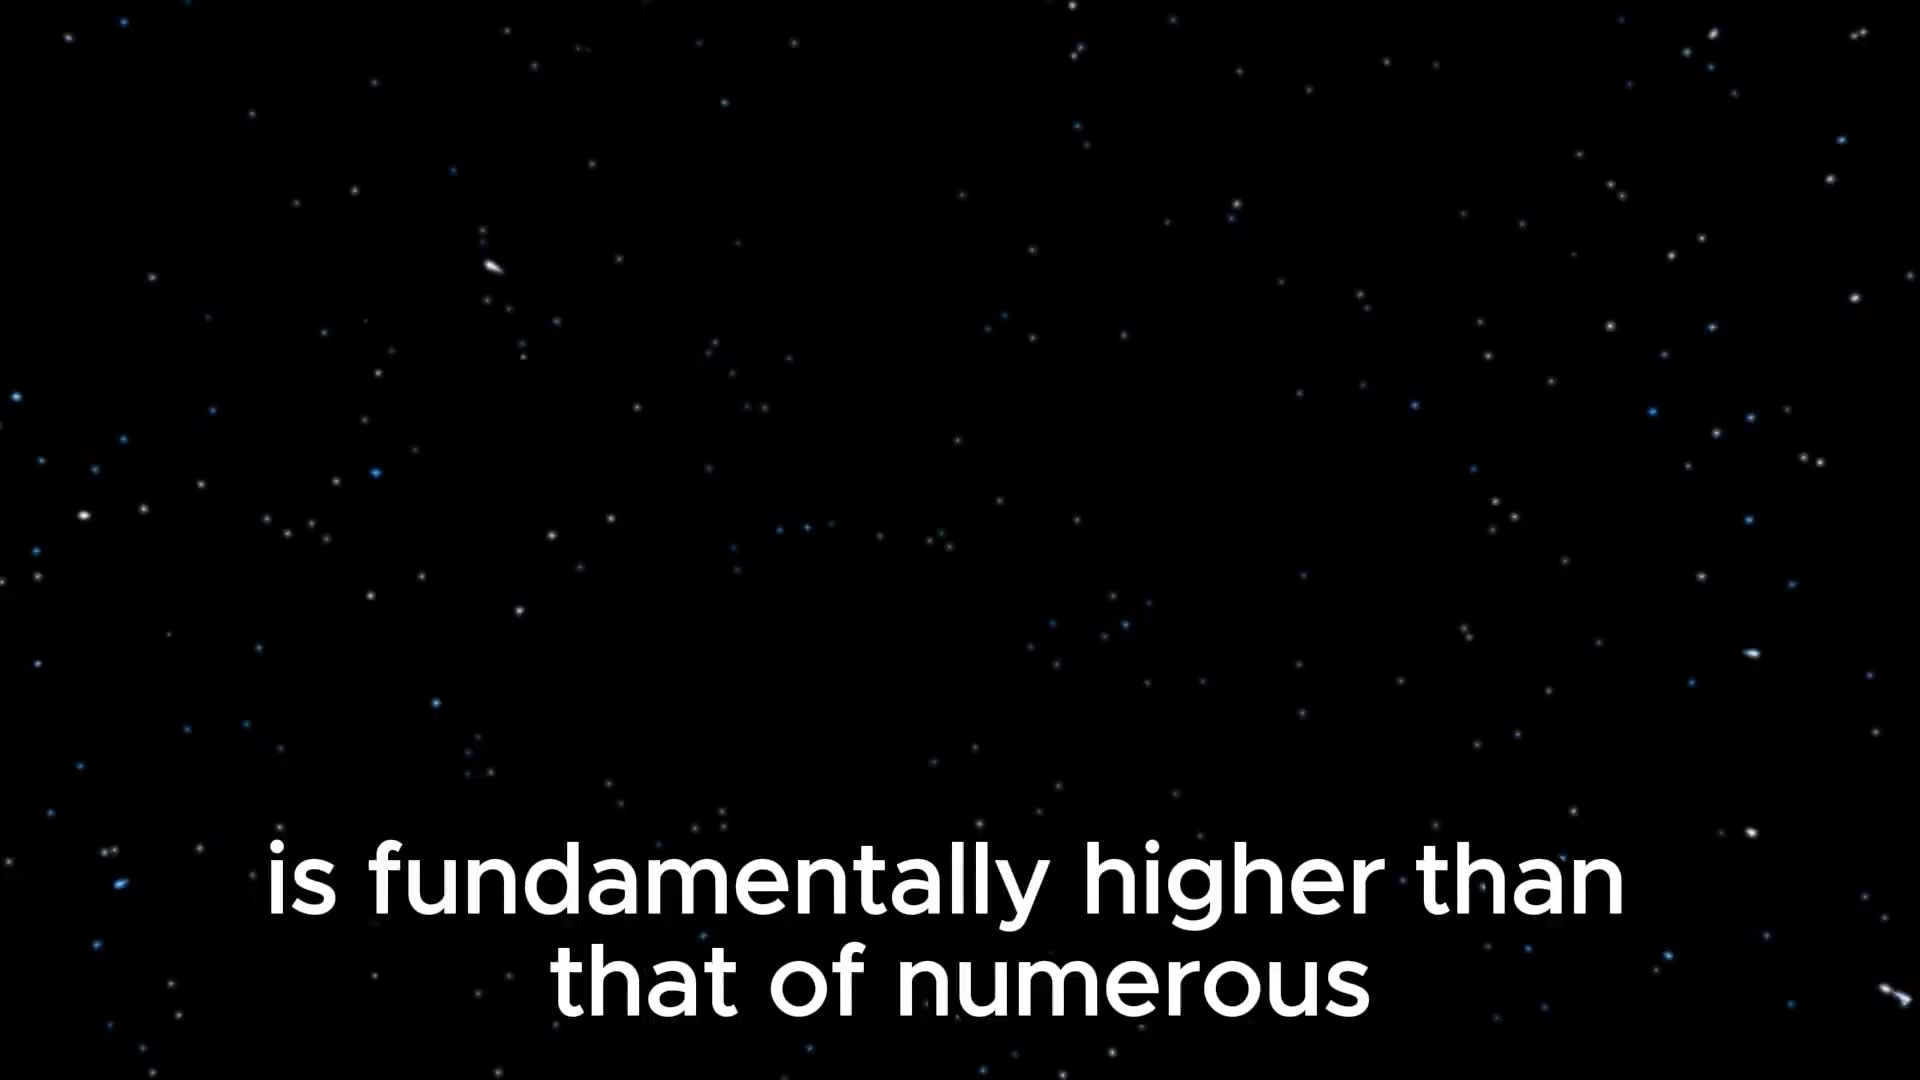 is fundamentally higher than
that of numerous